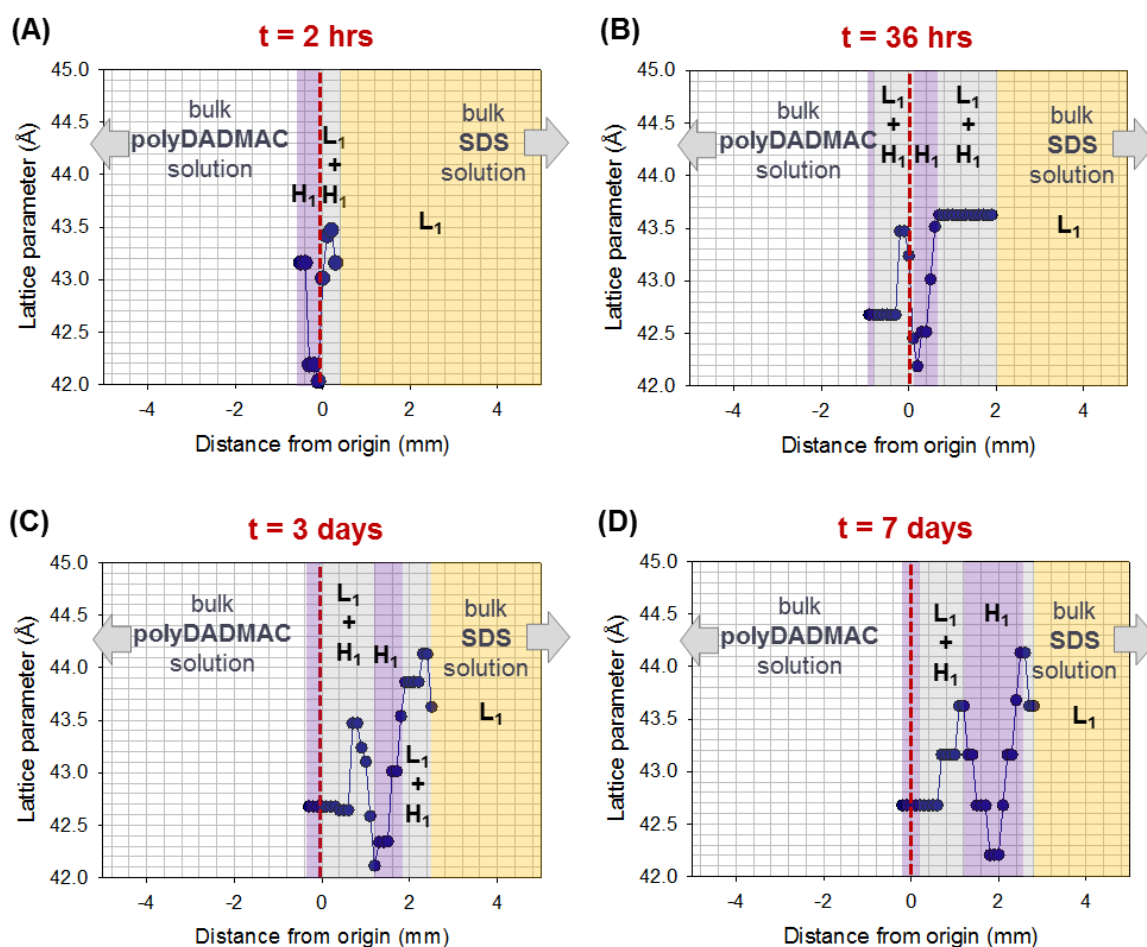 (A)
t = 2 hrs
Lattice parameter (Å)
45.0
44.5
44.0
43.5
43.0
42.5
42.0
bulk
polyDADMAC
solution
H₁
L₁
+
H₁
bulk
SDS
solution
L₁
-4
-2
0
2
4
Distance from origin (mm)
(B)
t = 36 hrs
Lattice parameter (Å)
45.0
44.5
44.0
43.5
43.0
42.5
42.0
bulk
polyDADMAC
solution
L₁
+
H₁
H₁
L₁
+
H₁
bulk
SDS
solution
L₁
-4
-2
0
2
4
Distance from origin (mm)
(C)
t = 3 days
Lattice parameter (Å)
45.0
44.5
44.0
43.5
43.0
42.5
42.0
bulk
polyDADMAC
solution
L₁
+
H₁
H₁
L₁
+
H₁
bulk
SDS
solution
L₁
-4
-2
0
2
4
Distance from origin (mm)
(D)
t = 7 days
Lattice parameter (Å)
45.0
44.5
44.0
43.5
43.0
42.5
42.0
bulk
polyDADMAC
solution
L₁
+
H₁
H₁
bulk
SDS
solution
L₁
-4
-2
0
2
4
Distance from origin (mm)